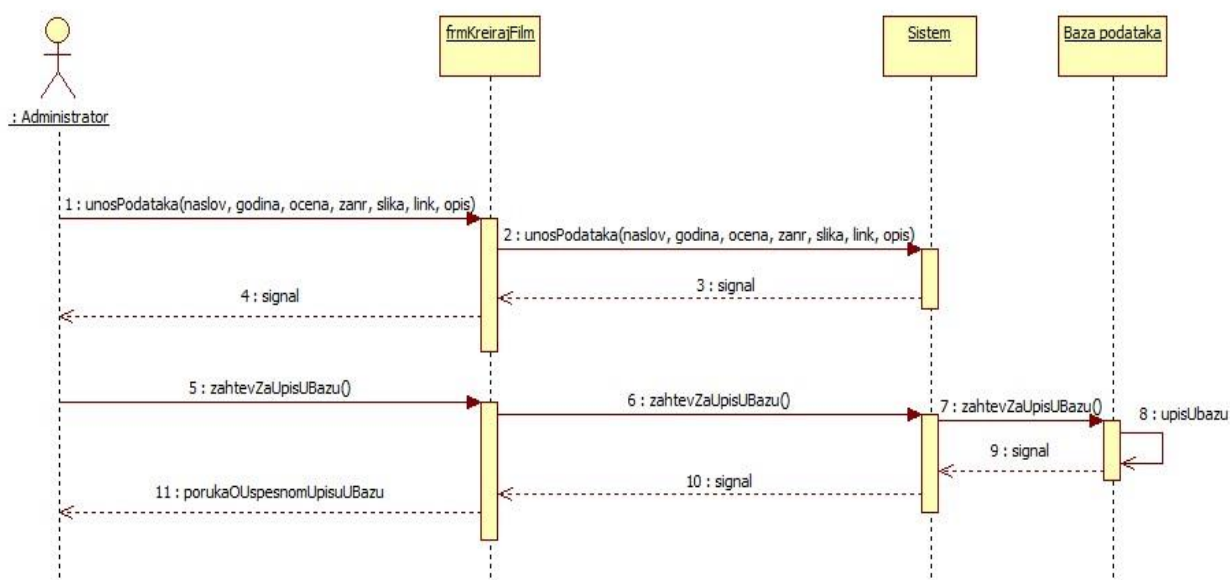 frmKreirajFilm
Sistem
Baza podataka
: Administrator
1 : unosPodataka(naslov, godina, ocena, zanr, slika, link, opis)
2 : unosPodataka(naslov, godina, ocena, zanr, slika, link, opis)
3 : signal
4 : signal
5 : zahtevZaUpisUBazu()
6 : zahtevZaUpisUBazu()
7 : zahtevZaUpisUBazu()
8 : upisUbazu
9 : signal
10 : signal
11 : porukaOUspesnomUpisuUBazu